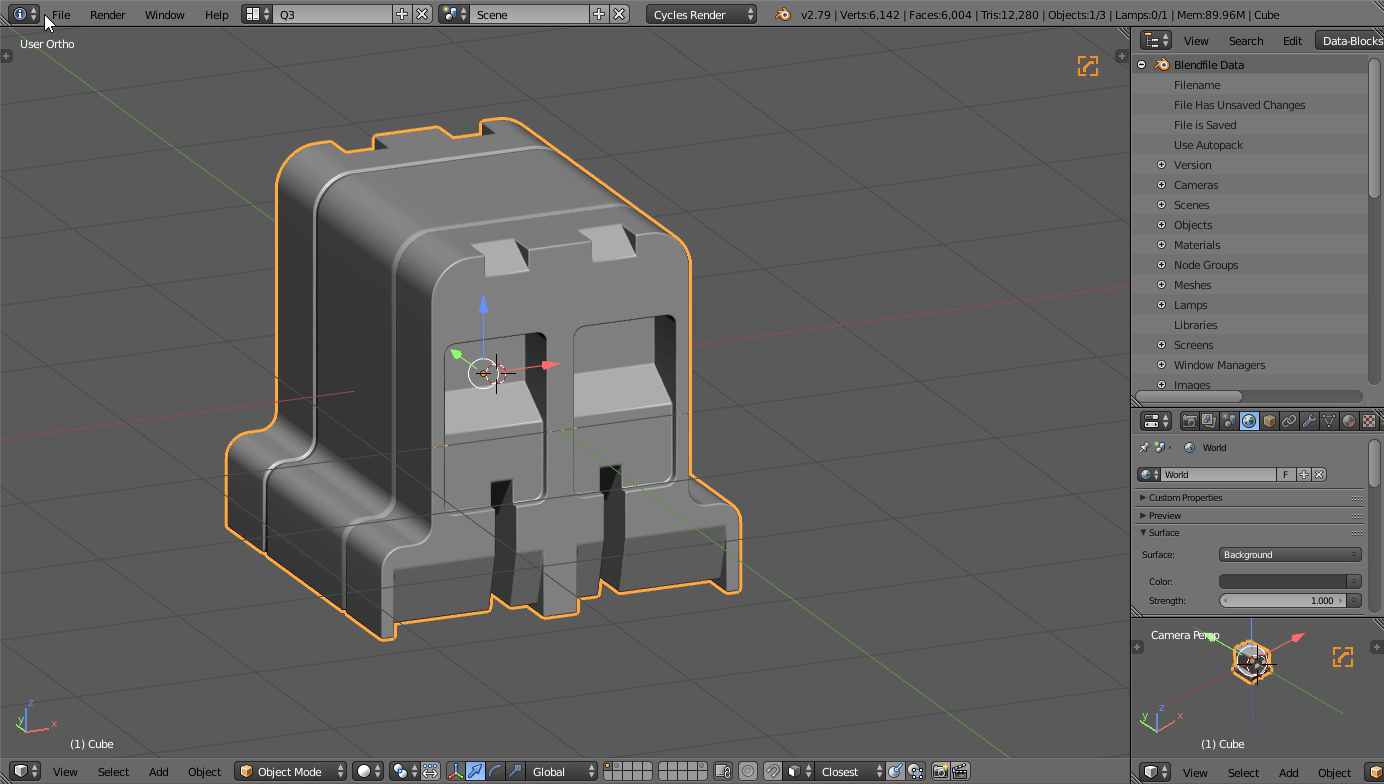 File Render Window Help Q3 Scene Cycles Render v2.79 | Verts:6,142 | Faces:6,004 | Tris:12,280 | Objects:1/3 | Lamps:0/1 | Mem:89.96M | Cube
User Ortho
View Search Edit Data-Blocks
Blendfile Data
Filename
File Has Unsaved Changes
File is Saved
Use Autopack
Version
Cameras
Scenes
Objects
Materials
Node Groups
Meshes
Lamps
Libraries
Screens
Window Managers
Images
World
World F
Custom Properties
Preview
Surface
Surface: Background
Color:
Strength: 1.000
Camera Persp
z
y x
(1) Cube
z
y x
(1) Cube
View Select Add Object Object Mode Global Closest
View Select Add Object